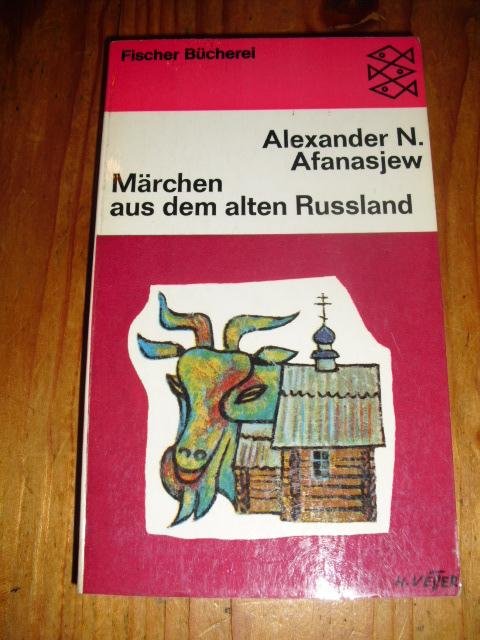 Fischer Bücherei
Alexander N.
Afanasjew
Märchen
aus dem alten Russland
H. VETTER